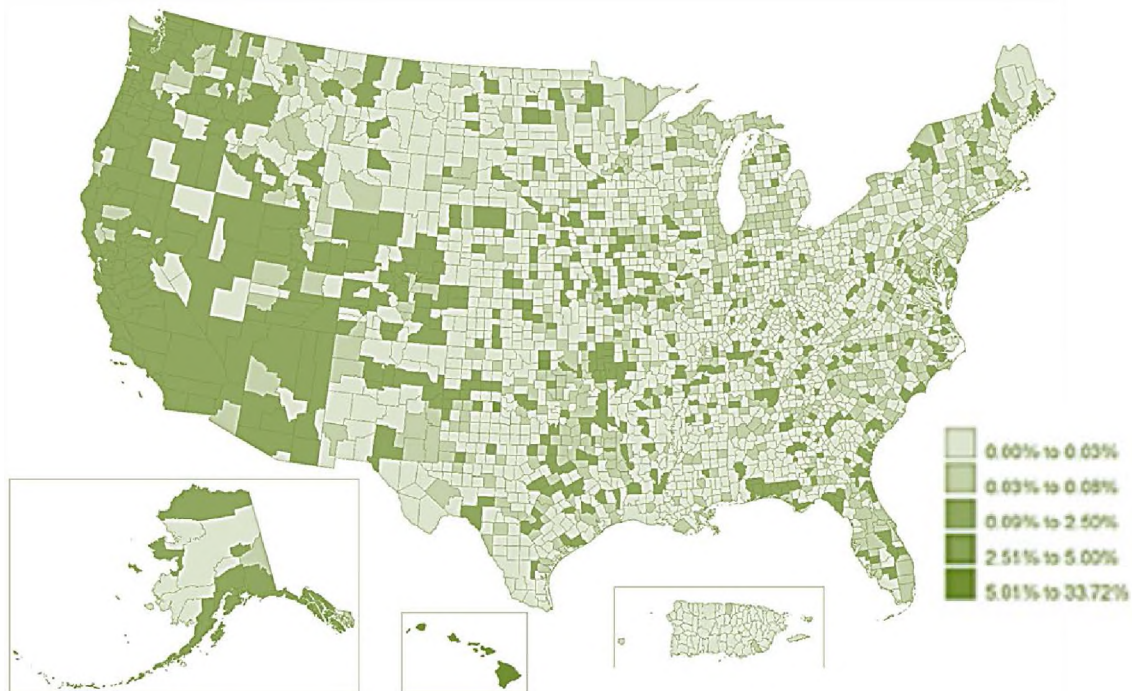 0.00% to 0.03%
0.03% to 0.08%
0.09% to 2.50%
2.51% to 5.00%
5.01% to 33.72%